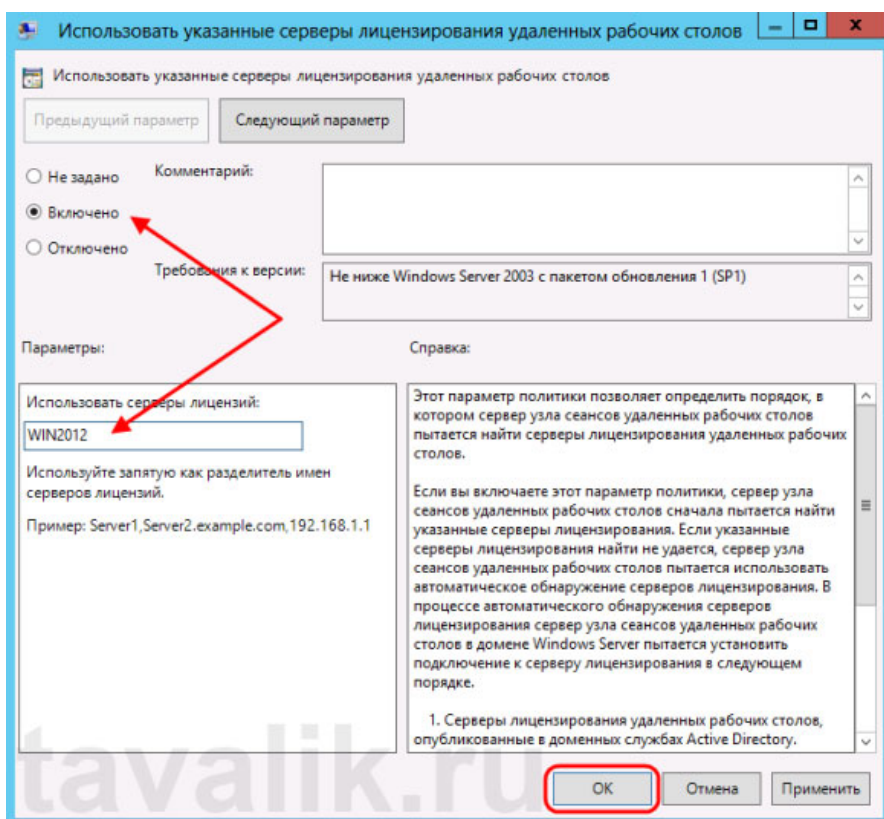 Использовать указанные серверы лицензирования удаленных рабочих столов
Использовать указанные серверы лицензирования удаленных рабочих столов
Предыдущий параметр
Следующий параметр
Не задано
Комментарий:
Включено
Отключено
Требования к версии:
Не ниже Windows Server 2003 с пакетом обновления 1 (SP1)
Параметры:
Справка:
Использовать серверы лицензий:
WIN2012
Используйте запятую как разделитель имен
серверов лицензий.
Пример: Server1,Server2.example.com,192.168.1.1
Этот параметр политики позволяет определить порядок, в
котором сервер узла сеансов удаленных рабочих столов
пытается найти серверы лицензирования удаленных рабочих
столов.
Если вы включаете этот параметр политики, сервер узла
сеансов удаленных рабочих столов сначала пытается найти
указанные серверы лицензирования. Если указанные
серверы лицензирования найти не удается, сервер узла
сеансов удаленных рабочих столов пытается использовать
автоматическое обнаружение серверов лицензирования. В
процессе автоматического обнаружения серверов
лицензирования сервер узла сеансов удаленных рабочих
столов в домене Windows Server пытается установить
подключение к серверу лицензирования в следующем
порядке.
1. Серверы лицензирования удаленных рабочих столов,
опубликованные в доменных службах Active Directory.
tavalik.ru
OK
Отмена
Применить